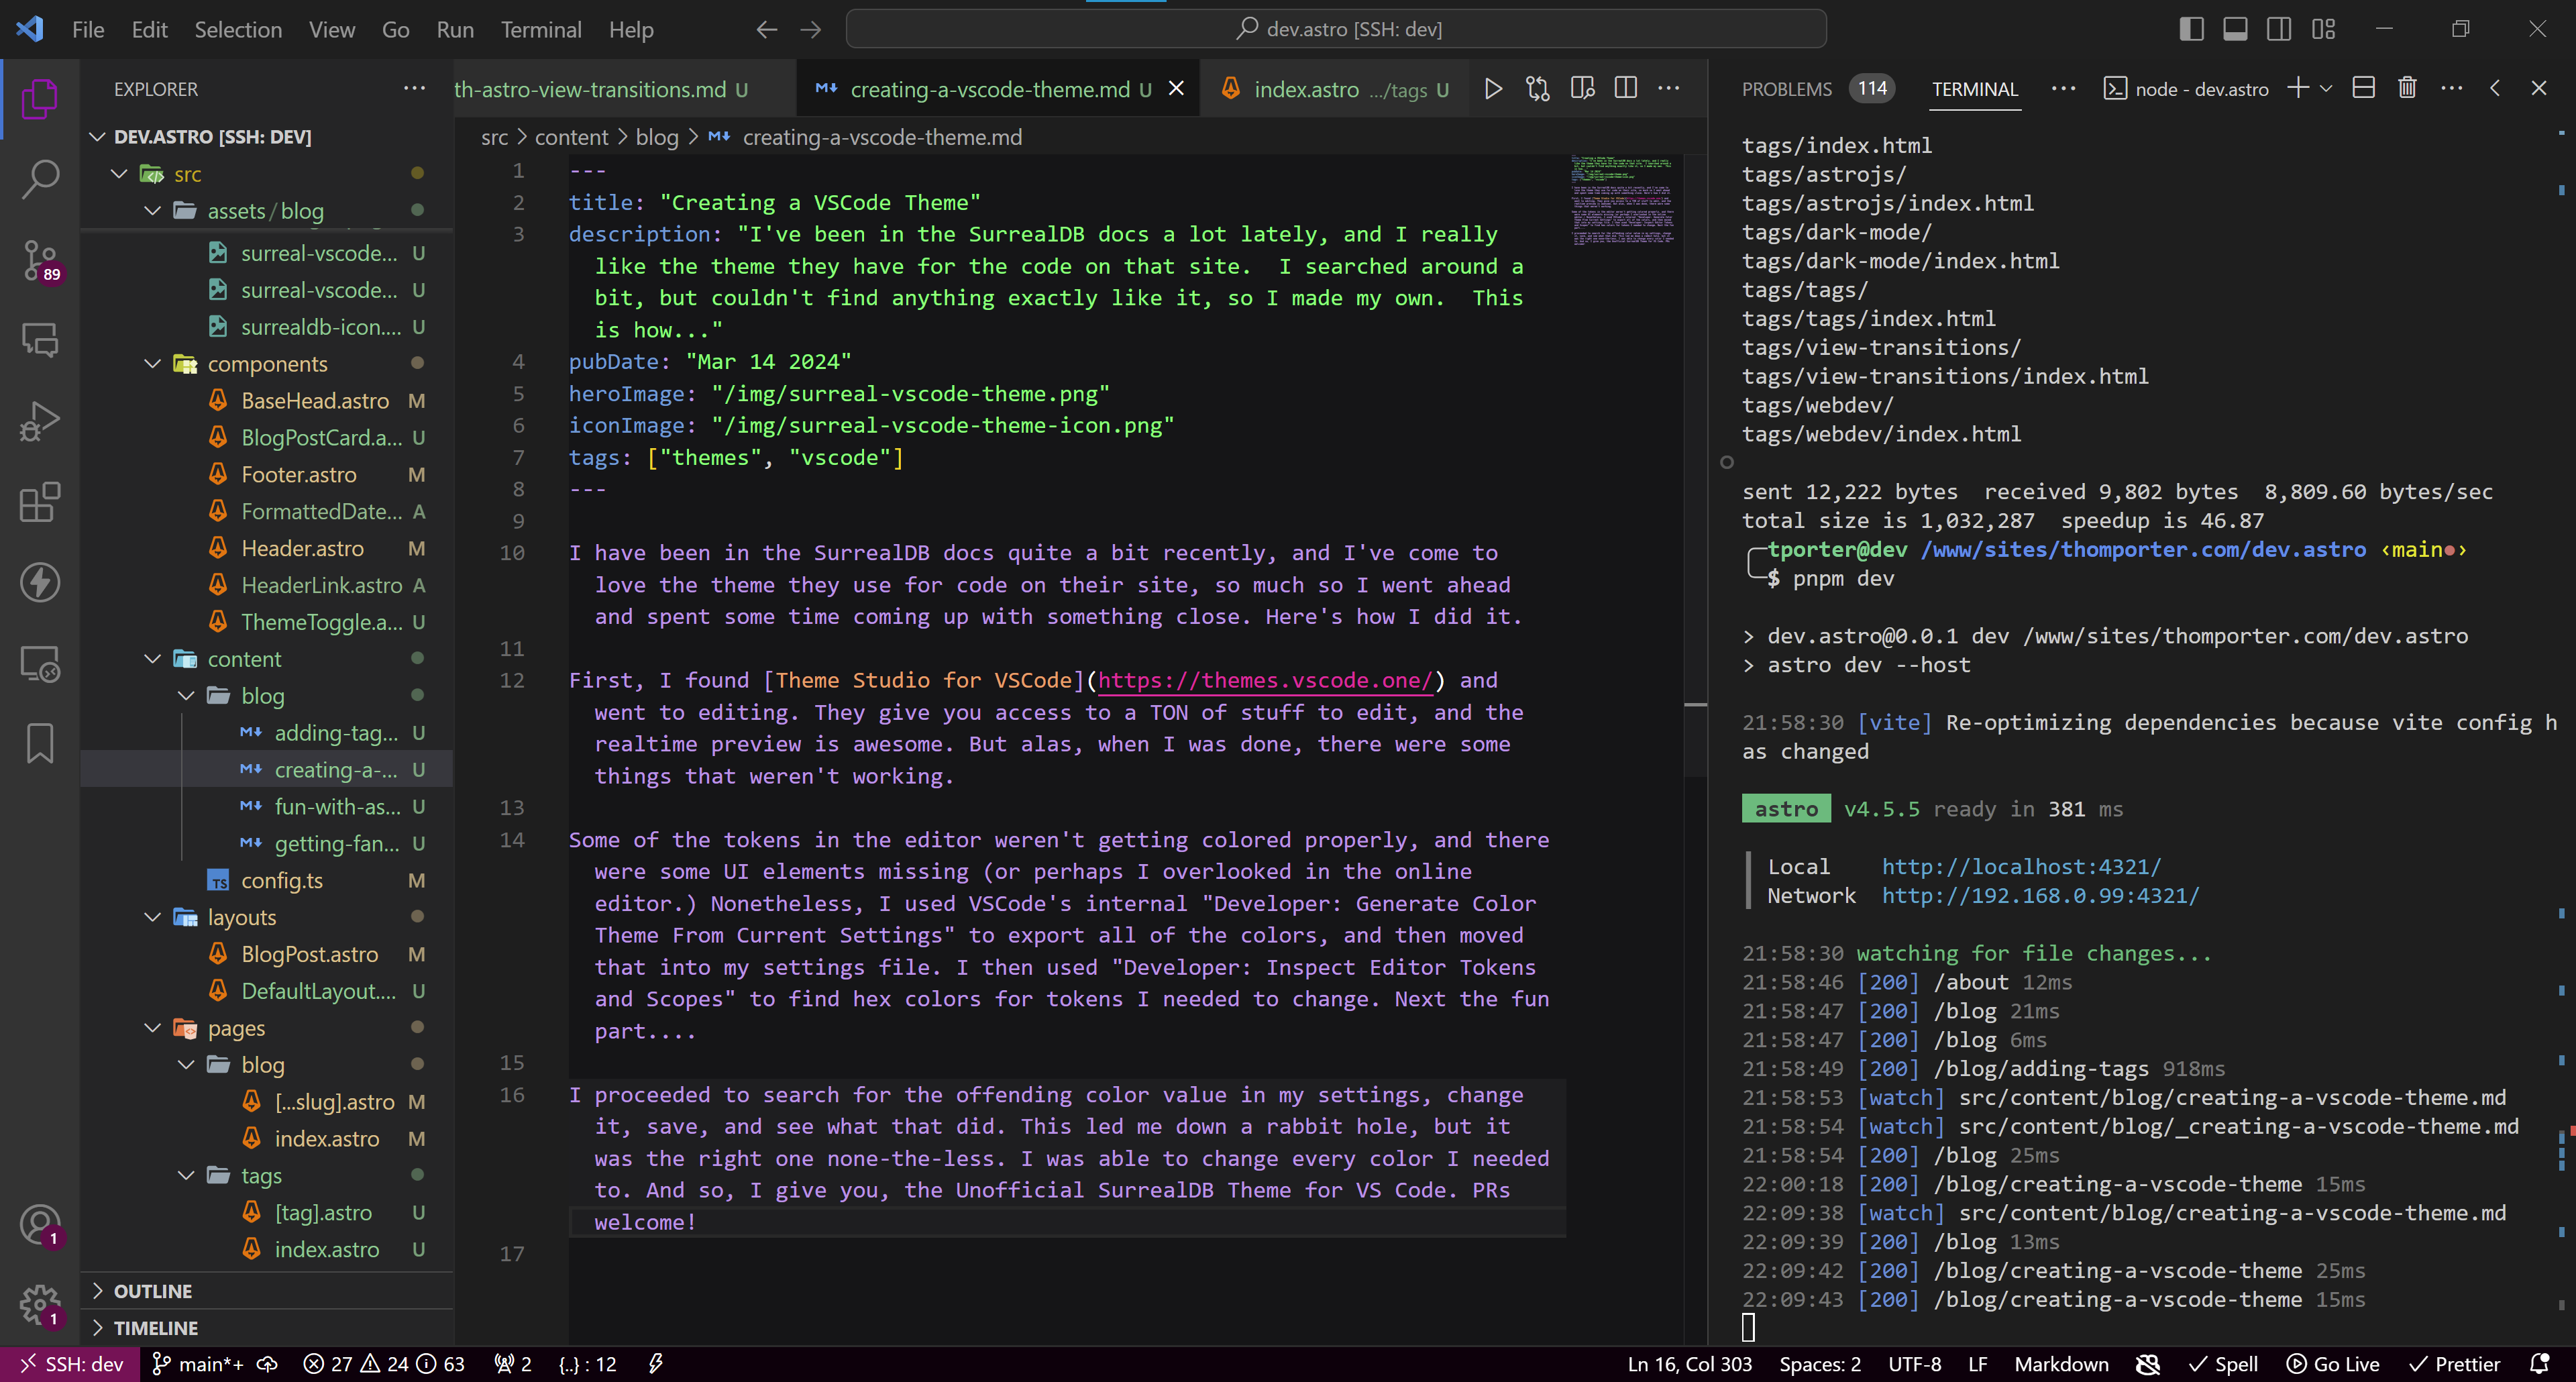 File Edit Selection View Go Run Terminal Help
dev.astro [SSH: dev]
EXPLORER
DEV.ASTRO [SSH: DEV]
src
assets/blog
surreal-vscode... U
surreal-vscode... U
surrealdb-icon.... U
components
BaseHead.astro M
BlogPostCard.a... U
Footer.astro M
FormattedDate... A
Header.astro M
HeaderLink.astro A
ThemeToggle.a... U
content
blog
adding-tag... U
creating-a-... U
fun-with-as... U
getting-fan... U
config.ts M
layouts
BlogPost.astro M
DefaultLayout.... U
pages
blog
[...slug].astro M
index.astro M
tags
[tag].astro U
index.astro U
OUTLINE
TIMELINE
89
1
1
th-astro-view-transitions.md U
creating-a-vscode-theme.md U
index.astro .../tags U
src > content > blog > creating-a-vscode-theme.md
1 ---
2 title: "Creating a VSCode Theme"
3 description: "I've been in the SurrealDB docs a lot lately, and I really
like the theme they have for the code on that site.  I searched around a
bit, but couldn't find anything exactly like it, so I made my own.  This
is how..."
4 pubDate: "Mar 14 2024"
5 heroImage: "/img/surreal-vscode-theme.png"
6 iconImage: "/img/surreal-vscode-theme-icon.png"
7 tags: ["themes", "vscode"]
8 ---
9
10 I have been in the SurrealDB docs quite a bit recently, and I've come to
love the theme they use for code on their site, so much so I went ahead
and spent some time coming up with something close. Here's how I did it.
11
12 First, I found [Theme Studio for VSCode](https://themes.vscode.one/) and
went to editing. They give you access to a TON of stuff to edit, and the
realtime preview is awesome. But alas, when I was done, there were some
things that weren't working.
13
14 Some of the tokens in the editor weren't getting colored properly, and there
were some UI elements missing (or perhaps I overlooked in the online
editor.) Nonetheless, I used VSCode's internal "Developer: Generate Color
Theme From Current Settings" to export all of the colors, and then moved
that into my settings file. I then used "Developer: Inspect Editor Tokens
and Scopes" to find hex colors for tokens I needed to change. Next the fun
part....
15
16 I proceeded to search for the offending color value in my settings, change
it, save, and see what that did. This led me down a rabbit hole, but it
was the right one none-the-less. I was able to change every color I needed
to. And so, I give you, the Unofficial SurrealDB Theme for VS Code. PRs
welcome!
17
PROBLEMS 114 TERMINAL node - dev.astro
tags/index.html
tags/astrojs/
tags/astrojs/index.html
tags/dark-mode/
tags/dark-mode/index.html
tags/tags/
tags/tags/index.html
tags/view-transitions/
tags/view-transitions/index.html
tags/webdev/
tags/webdev/index.html
sent 12,222 bytes  received 9,802 bytes  8,809.60 bytes/sec
total size is 1,032,287  speedup is 46.87
tporter@dev /www/sites/thomporter.com/dev.astro ‹main●›
$ pnpm dev
> dev.astro@0.0.1 dev /www/sites/thomporter.com/dev.astro
> astro dev --host
21:58:30 [vite] Re-optimizing dependencies because vite config h
as changed
astro v4.5.5 ready in 381 ms
Local http://localhost:4321/
Network http://192.168.0.99:4321/
21:58:30 watching for file changes...
21:58:46 [200] /about 12ms
21:58:47 [200] /blog 21ms
21:58:47 [200] /blog 6ms
21:58:49 [200] /blog/adding-tags 918ms
21:58:53 [watch] src/content/blog/creating-a-vscode-theme.md
21:58:54 [watch] src/content/blog/_creating-a-vscode-theme.md
21:58:54 [200] /blog 25ms
22:00:18 [200] /blog/creating-a-vscode-theme 15ms
22:09:38 [watch] src/content/blog/creating-a-vscode-theme.md
22:09:39 [200] /blog 13ms
22:09:42 [200] /blog/creating-a-vscode-theme 25ms
22:09:43 [200] /blog/creating-a-vscode-theme 15ms
SSH: dev main*+ 27 24 63 2 {..} : 12 Ln 16, Col 303 Spaces: 2 UTF-8 LF Markdown Spell Go Live Prettier